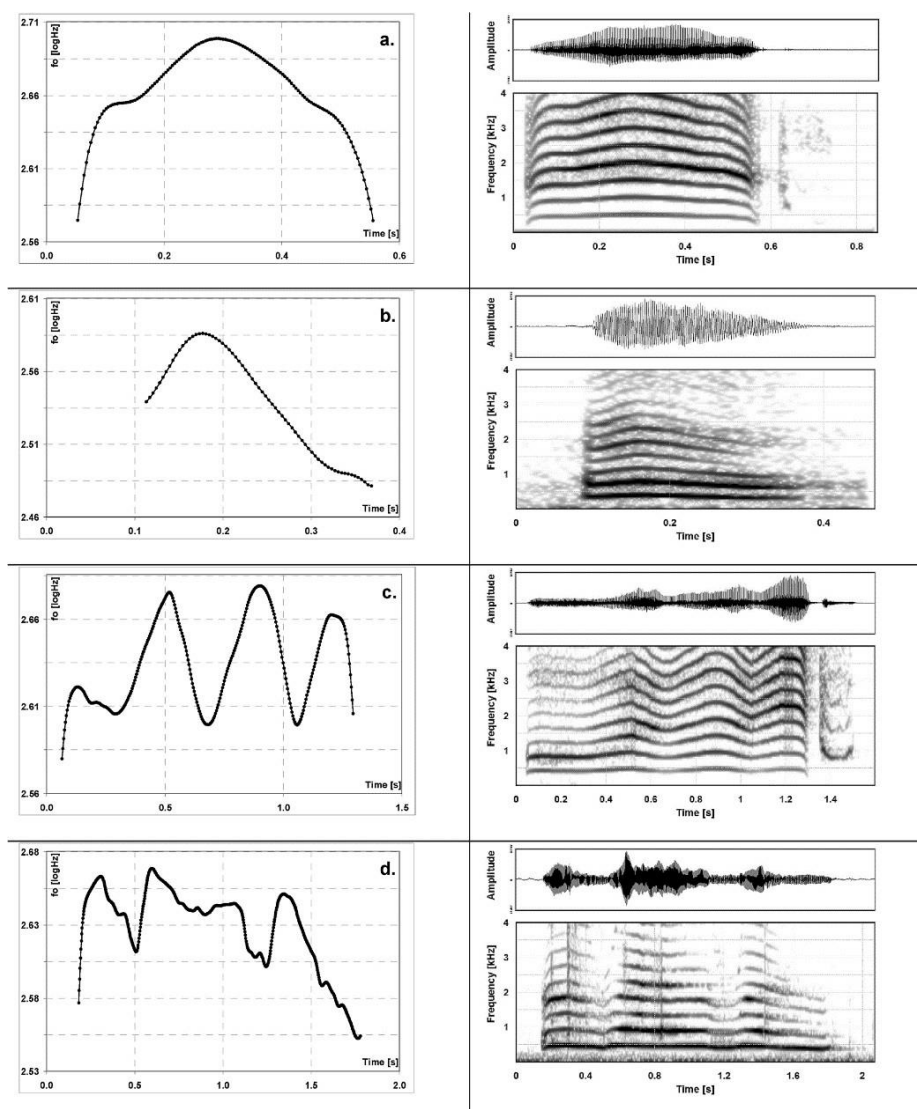 a.
fo [logHz]
2.71
2.66
2.61
2.56
0.0 0.2 0.4 0.6
Time [s]
Amplitude
Frequency [kHz]
4
3
2
1
0 0.2 0.4 0.6 0.8
Time [s]
b.
fo [logHz]
2.61
2.56
2.51
2.46
0.0 0.1 0.2 0.3 0.4
Time [s]
Amplitude
Frequency [kHz]
4
3
2
1
0 0.2 0.4
Time [s]
c.
fo [logHz]
2.66
2.61
2.56
0.0 0.5 1.0 1.5
Time [s]
Amplitude
Frequency [kHz]
4
3
2
1
0 0.2 0.4 0.6 0.8 1 1.2 1.4
Time [s]
d.
fo [logHz]
2.68
2.63
2.58
2.53
0.0 0.5 1.0 1.5 2.0
Time [s]
Amplitude
Frequency [kHz]
4
3
2
1
0 0.4 0.8 1.2 1.6 2
Time [s]